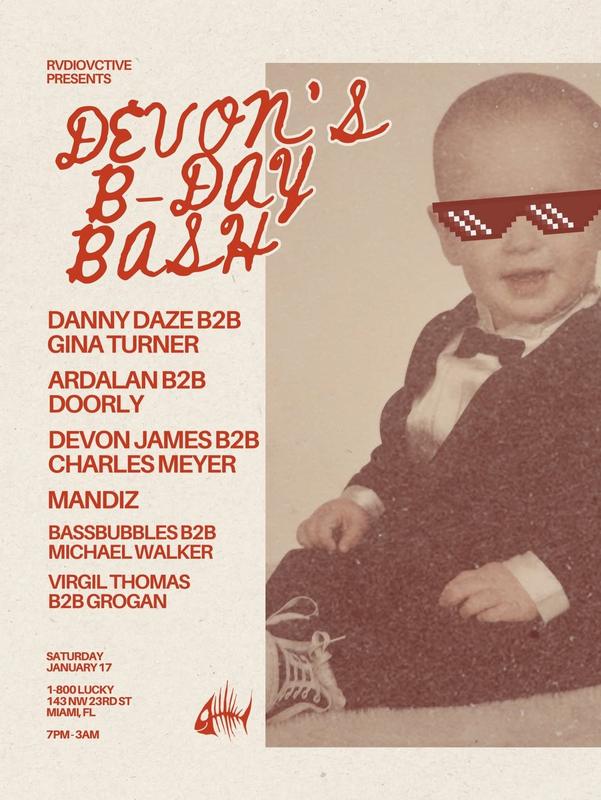 RVDIOVCTIVE
PRESENTS
DEVON'S
B-DAY
BASH
DANNY DAZE B2B
GINA TURNER
ARDALAN B2B
DOORLY
DEVON JAMES B2B
CHARLES MEYER
MANDIZ
BASSBUBBLES B2B
MICHAEL WALKER
VIRGIL THOMAS
B2B GROGAN
SATURDAY
JANUARY 17
1-800 LUCKY
143 NW 23RD ST
MIAMI, FL
7PM - 3AM